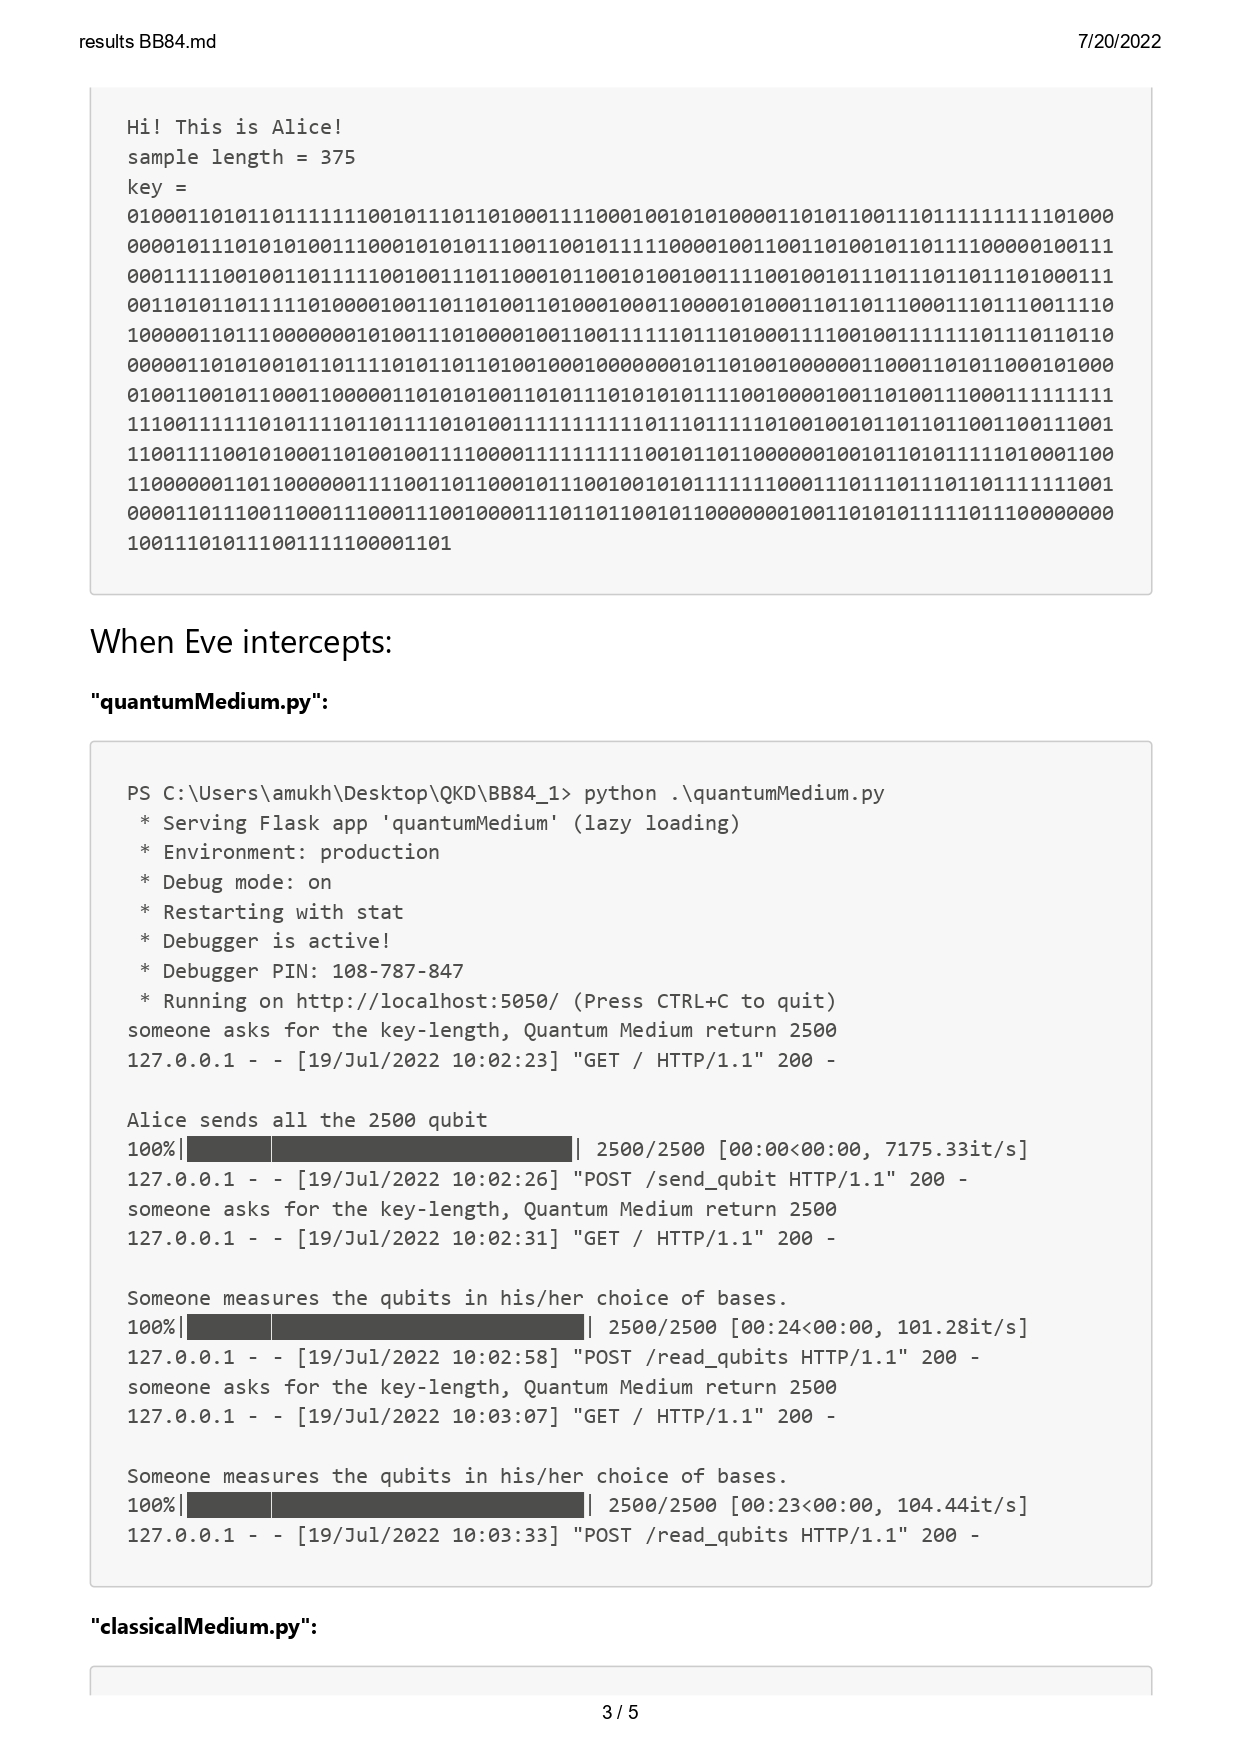 results BB84.md
7/20/2022
Hi! This is Alice!
sample length = 375
key =
0100011010110111111100101110110100011110001001010100001101011001110111111111101000
0000101110101010011100010101011100110010111110000100110011010010110111100000100111
0001111100100110111110010011101100010110010100100111100100101110111011011101000111
0011010110111110100001001101101001101000100011000010100011011011100011101110011110
1000001101110000000101001110100001001100111111011101000111100100111111101110110110
0000011010100101101111010110110100100010000000101101001000000110001101011000101000
0100110010110001100000110101010011010111010101011110010000100110100111000111111111
1110011111101011110110111101010011111111111011101111101001001011011011001100111001
1100111100101000110100100111100001111111111001011011000000100101101011111010001100
1100000011011000000111100110110001011100100101011111110001110111011101101111111001
0000110111001100011100011100100001110110110010110000000100110101011111011100000000
100111010111001111100001101
When Eve intercepts:
"quantumMedium.py":
PS C:\Users\amukh\Desktop\QKD\BB84_1> python .\quantumMedium.py
* Serving Flask app 'quantumMedium' (lazy loading)
* Environment: production
* Debug mode: on
* Restarting with stat
* Debugger is active!
* Debugger PIN: 108-787-847
* Running on http://localhost:5050/ (Press CTRL+C to quit)
someone asks for the key-length, Quantum Medium return 2500
127.0.0.1 - - [19/Jul/2022 10:02:23] "GET / HTTP/1.1" 200 -
Alice sends all the 2500 qubit
100%|████████████████████████████████| 2500/2500 [00:00<00:00, 7175.33it/s]
127.0.0.1 - - [19/Jul/2022 10:02:26] "POST /send_qubit HTTP/1.1" 200 -
someone asks for the key-length, Quantum Medium return 2500
127.0.0.1 - - [19/Jul/2022 10:02:31] "GET / HTTP/1.1" 200 -
Someone measures the qubits in his/her choice of bases.
100%|█████████████████████████████████| 2500/2500 [00:24<00:00, 101.28it/s]
127.0.0.1 - - [19/Jul/2022 10:02:58] "POST /read_qubits HTTP/1.1" 200 -
someone asks for the key-length, Quantum Medium return 2500
127.0.0.1 - - [19/Jul/2022 10:03:07] "GET / HTTP/1.1" 200 -
Someone measures the qubits in his/her choice of bases.
100%|█████████████████████████████████| 2500/2500 [00:23<00:00, 104.44it/s]
127.0.0.1 - - [19/Jul/2022 10:03:33] "POST /read_qubits HTTP/1.1" 200 -
"classicalMedium.py":
3 / 5